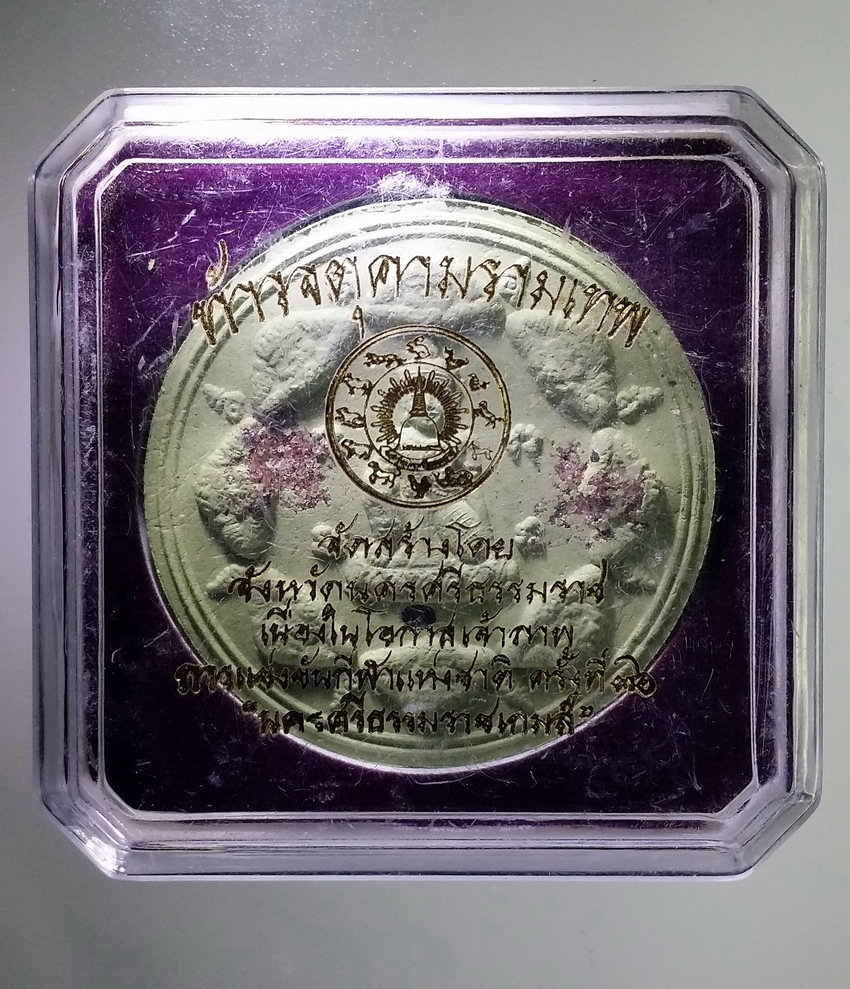 ท้าวจตุคามรามเทพ
จัดสร้างโดย
จังหวัดนครศรีธรรมราช
เนื่องในโอกาสเจ้าภาพ
การแข่งขันกีฬาแห่งชาติ ครั้งที่ ๓๖
"นครศรีธรรมราชเกมส์"